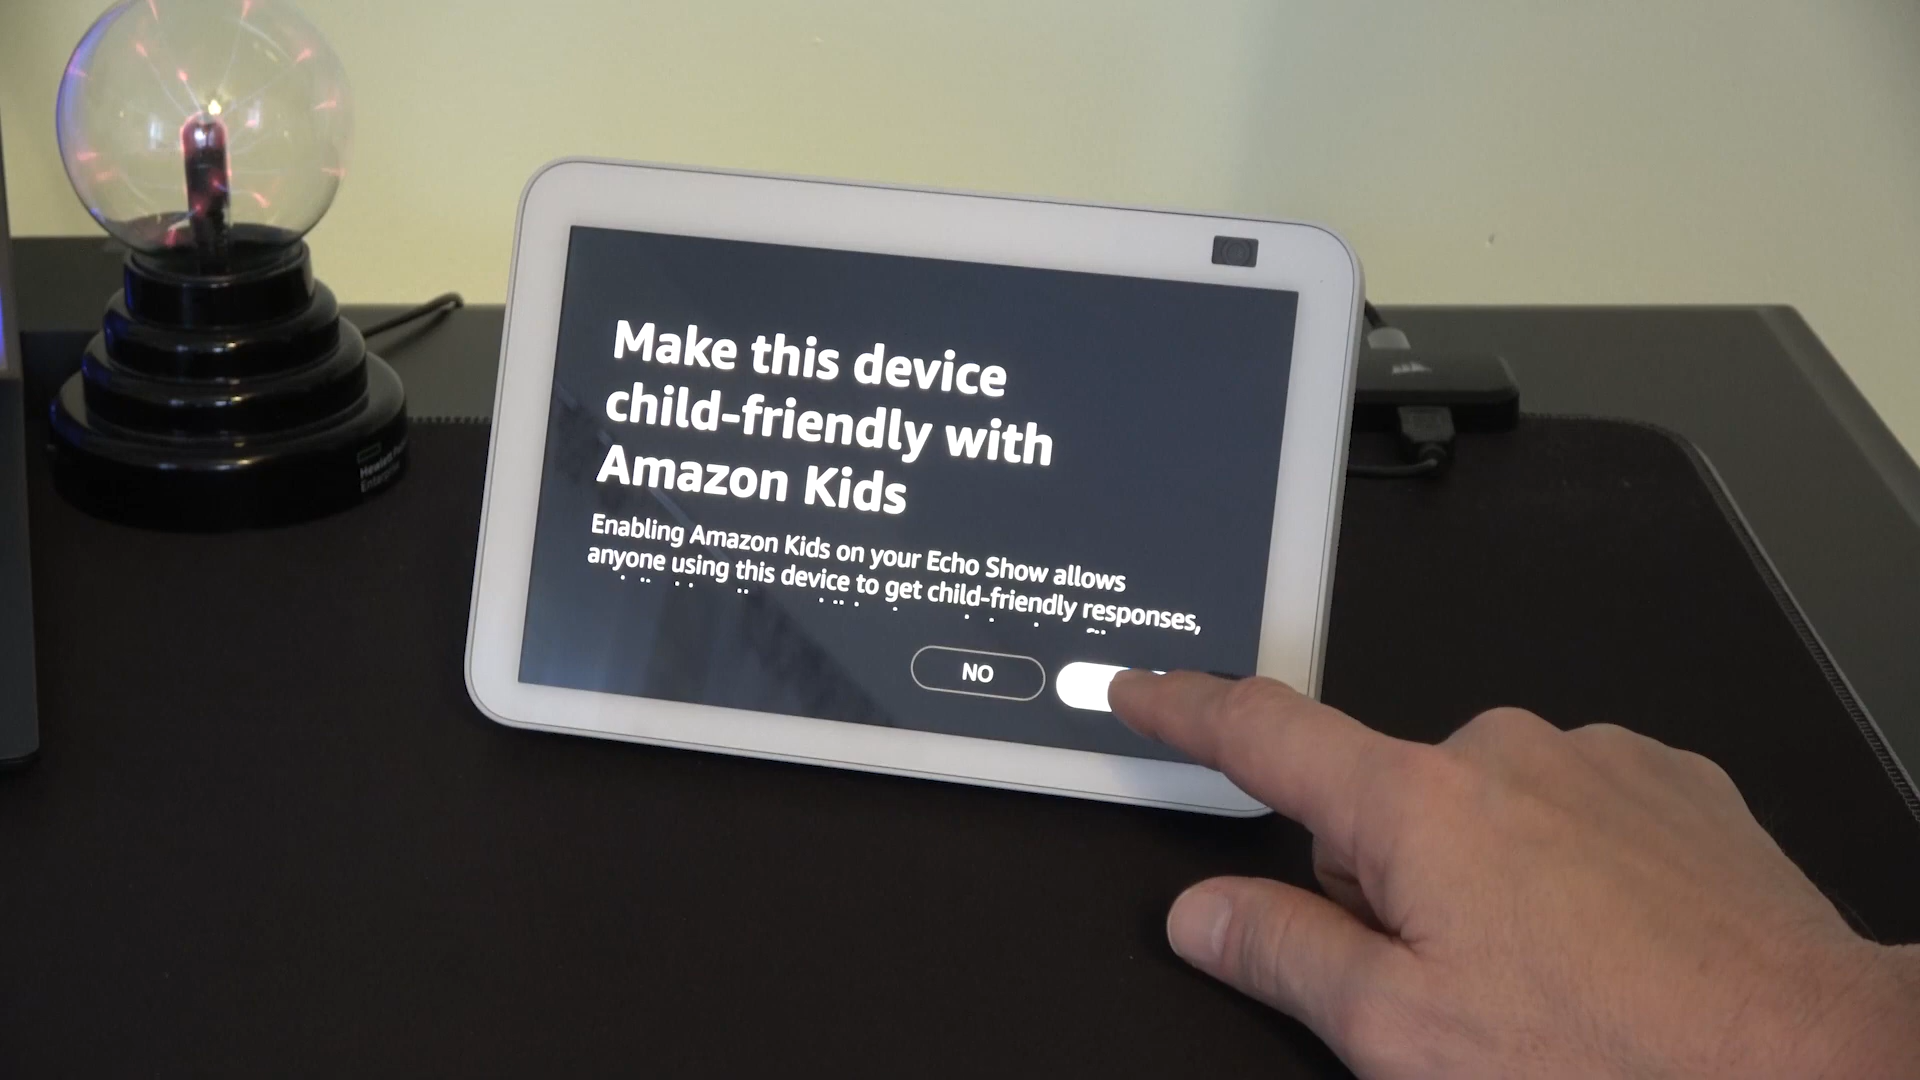 Make this device
child-friendly with
Amazon Kids
Enabling Amazon Kids on your Echo Show allows
anyone using this device to get child-friendly responses,
NO
Enterprise